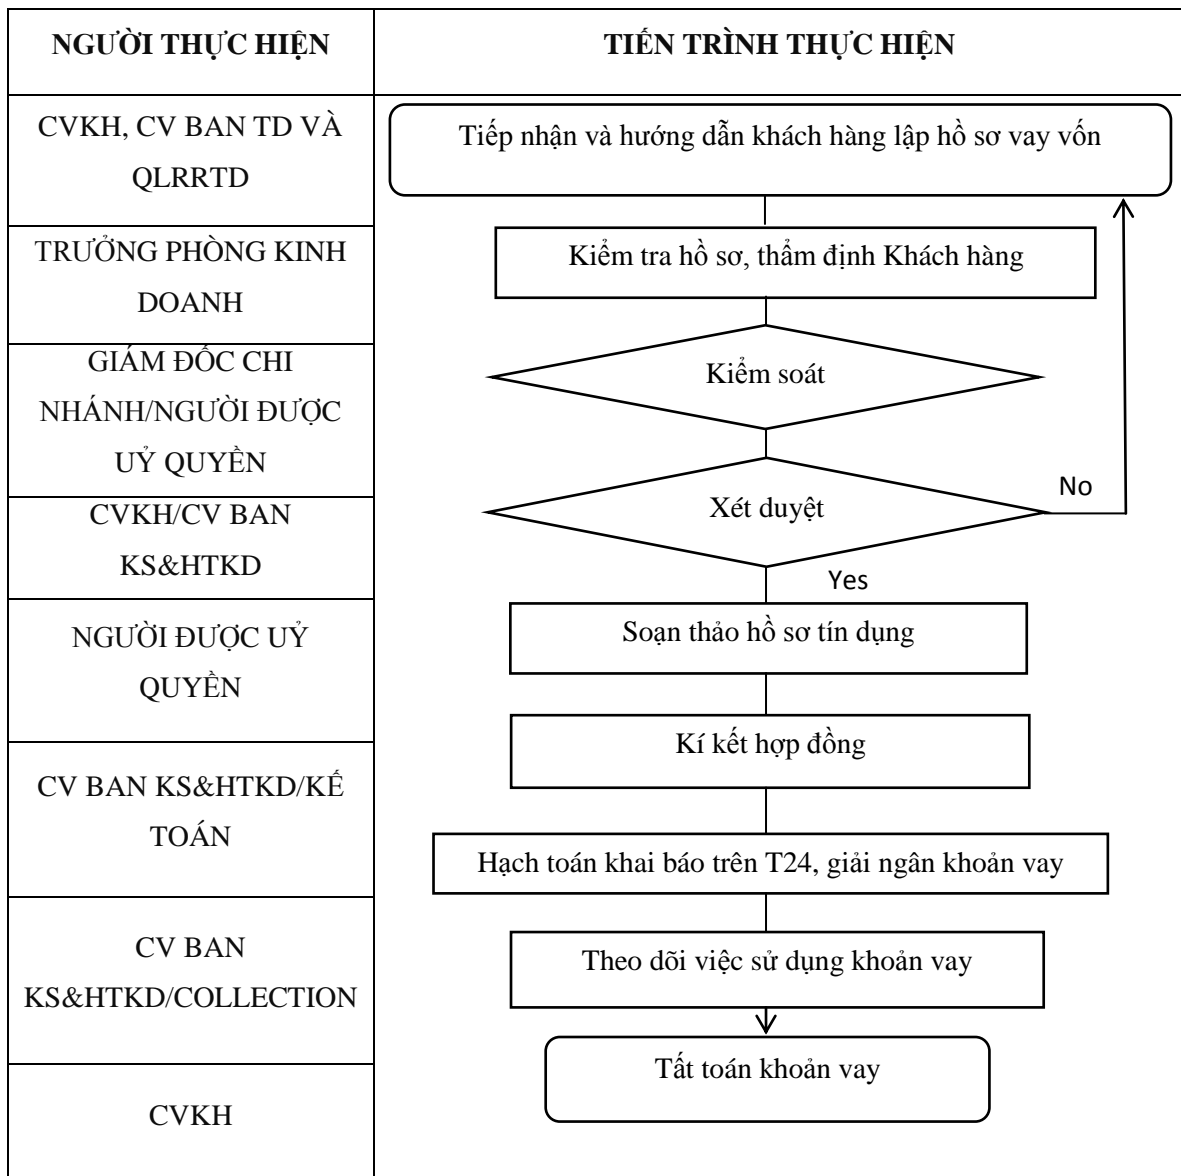 NGƯỜI THỰC HIỆN
TIẾN TRÌNH THỰC HIỆN
CVKH, CV BAN TD VÀ
QLRRTD
Tiếp nhận và hướng dẫn khách hàng lập hồ sơ vay vốn
TRƯỞNG PHÒNG KINH
DOANH
Kiểm tra hồ sơ, thẩm định Khách hàng
GIÁM ĐỐC CHI
NHÁNH/NGƯỜI ĐƯỢC
UỶ QUYỀN
Kiểm soát
CVKH/CV BAN
KS&HTKD
Xét duyệt
No
Yes
NGƯỜI ĐƯỢC UỶ
QUYỀN
Soạn thảo hồ sơ tín dụng
Kí kết hợp đồng
CV BAN KS&HTKD/KẾ
TOÁN
Hạch toán khai báo trên T24, giải ngân khoản vay
CV BAN
KS&HTKD/COLLECTION
Theo dõi việc sử dụng khoản vay
Tất toán khoản vay
CVKH